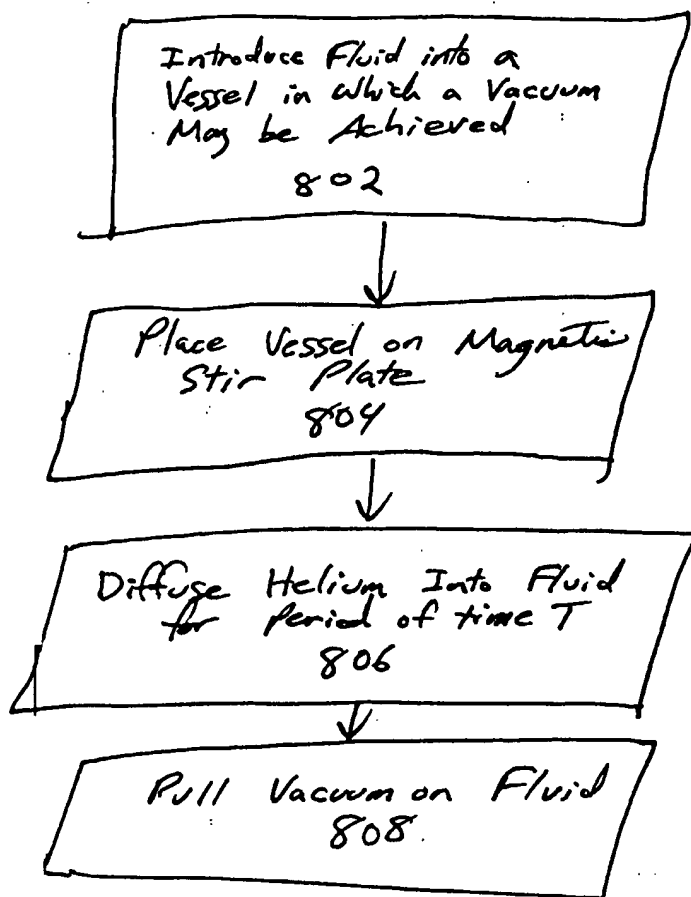 Introduce Fluid into a
Vessel in which a Vacuum
May be Achieved
802
Place Vessel on Magnetic
Stir Plate
804
Diffuse Helium Into Fluid
for period of time T
806
Pull Vacuum on Fluid
808